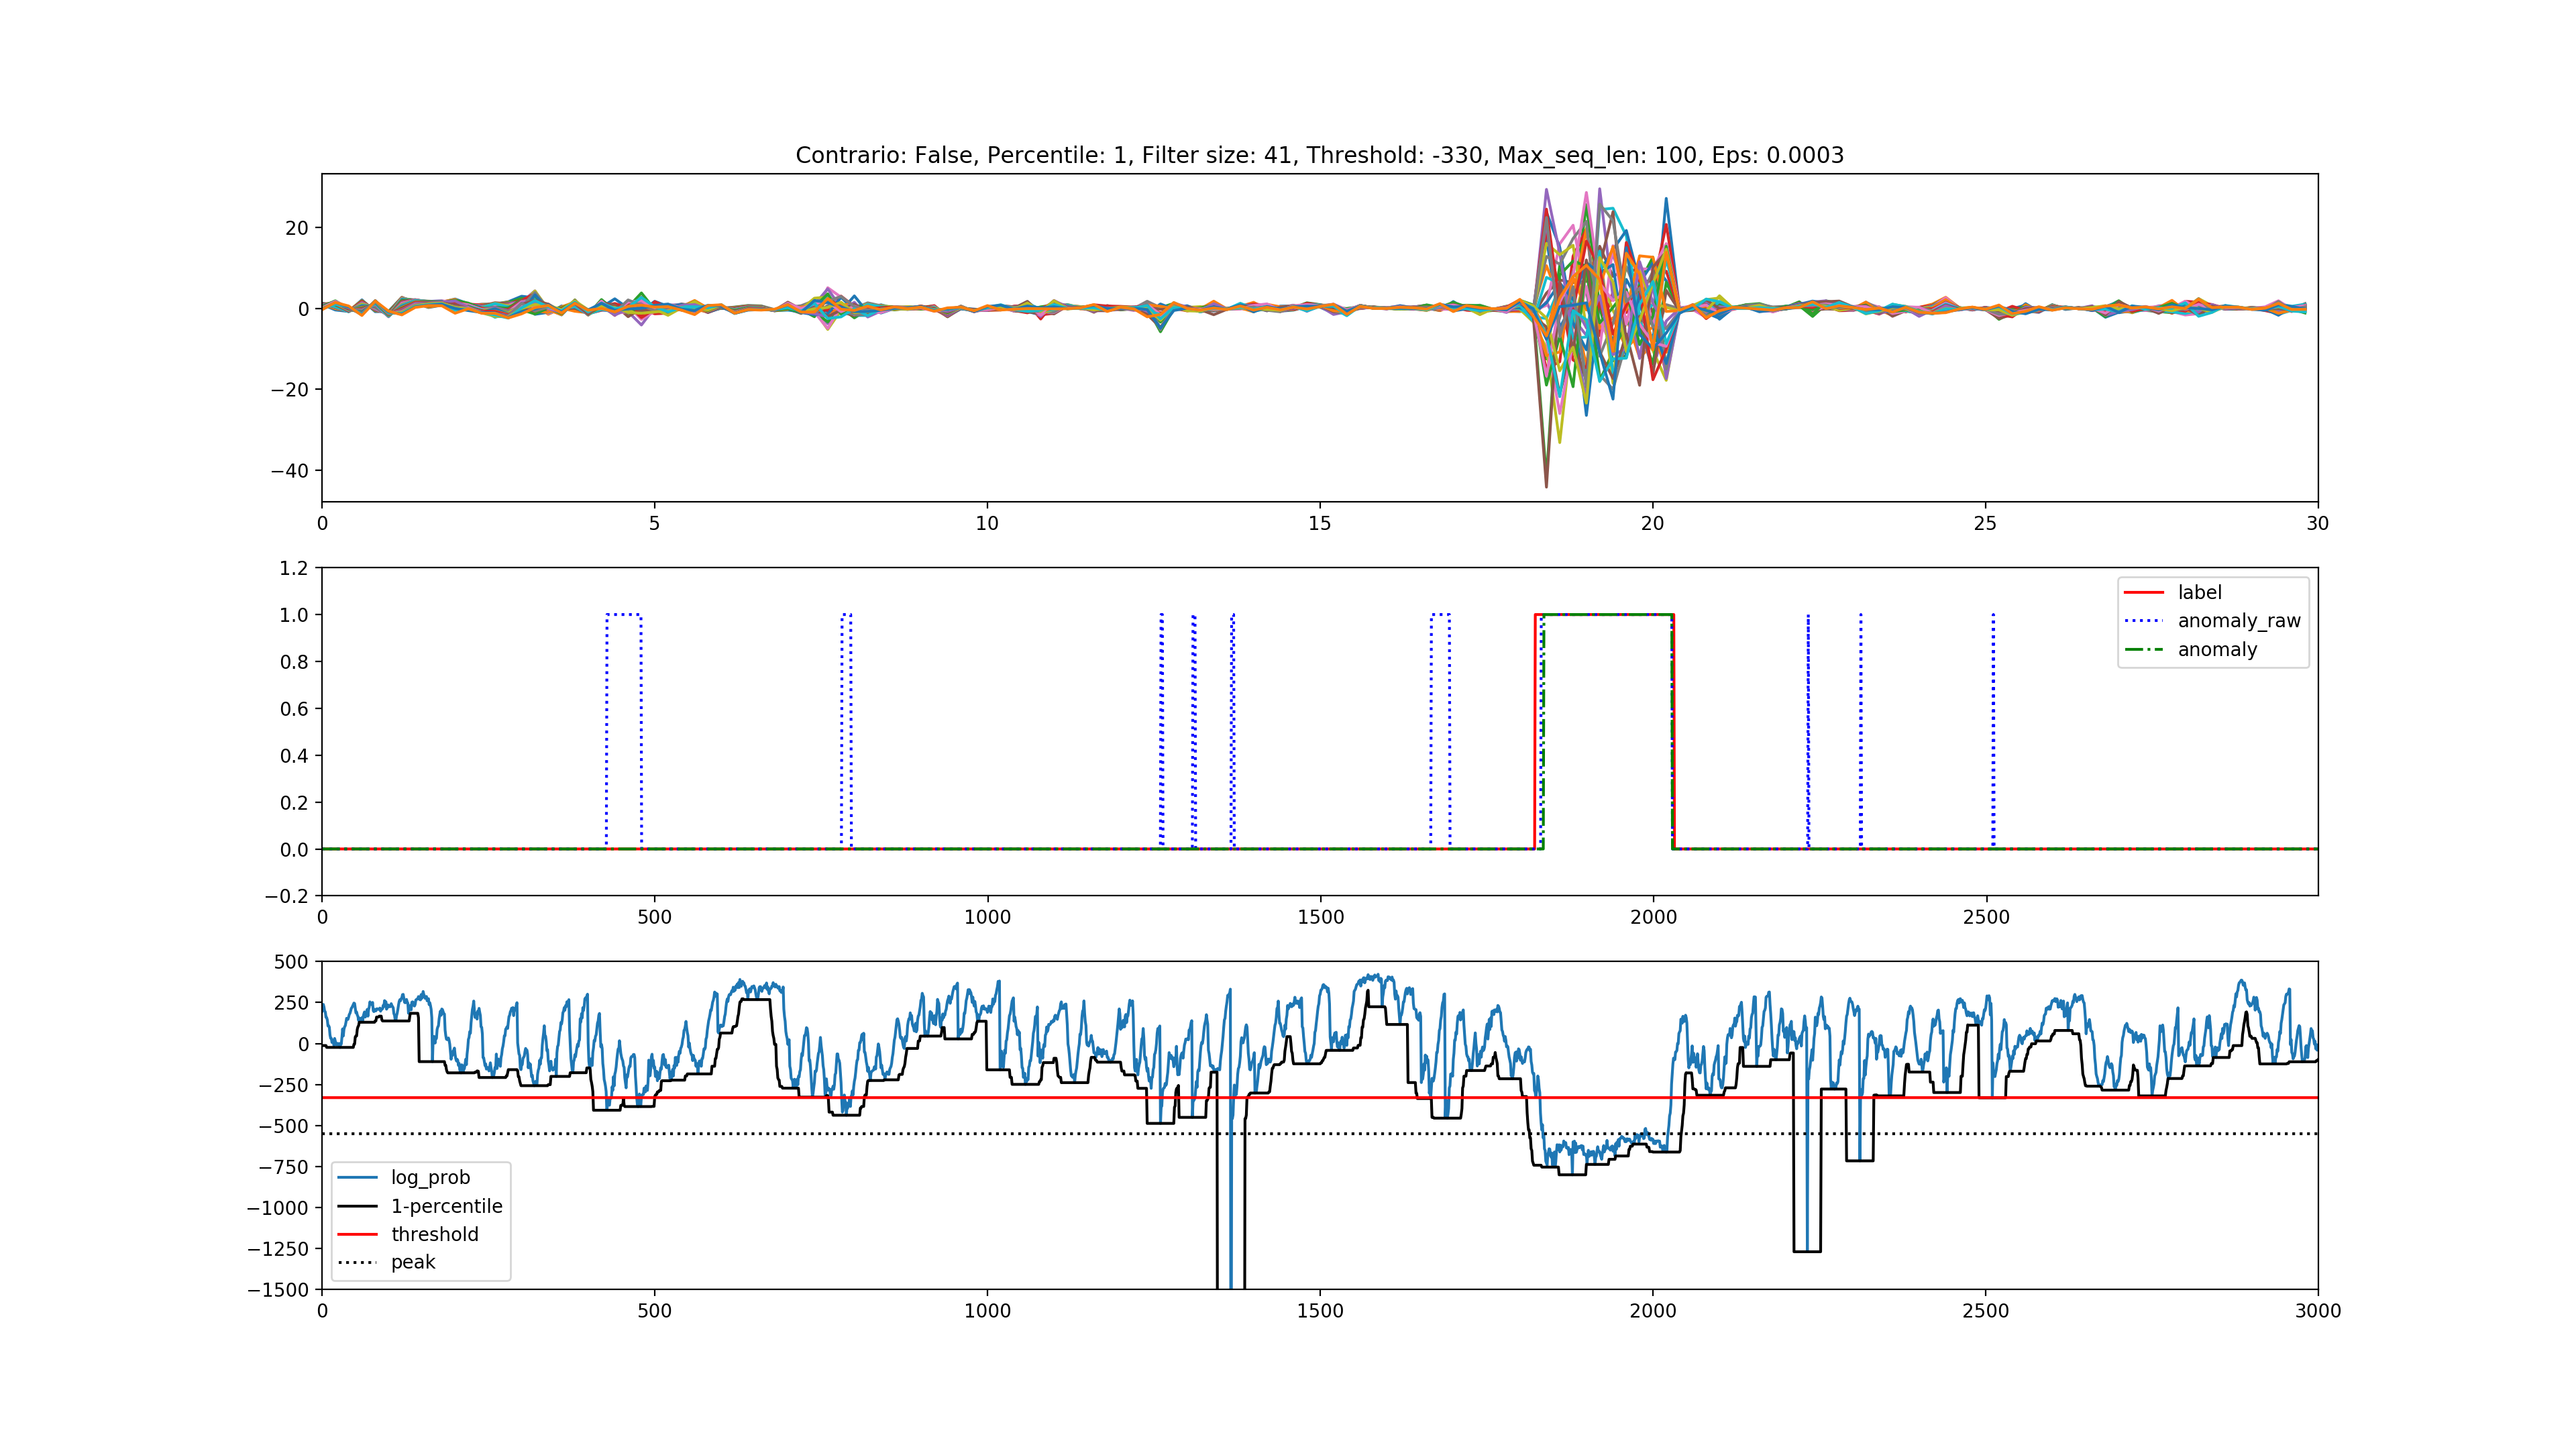 Contrario: False, Percentile: 1, Filter size: 41, Threshold: -330, Max_seq_len: 100, Eps: 0.0003
20
0
−20
−40
0 5 10 15 20 25 30
1.2
1.0
0.8
0.6
0.4
0.2
0.0
−0.2
label
anomaly_raw
anomaly
0 500 1000 1500 2000 2500
500
250
0
−250
−500
−750
−1000
−1250
−1500
log_prob
1-percentile
threshold
peak
0 500 1000 1500 2000 2500 3000